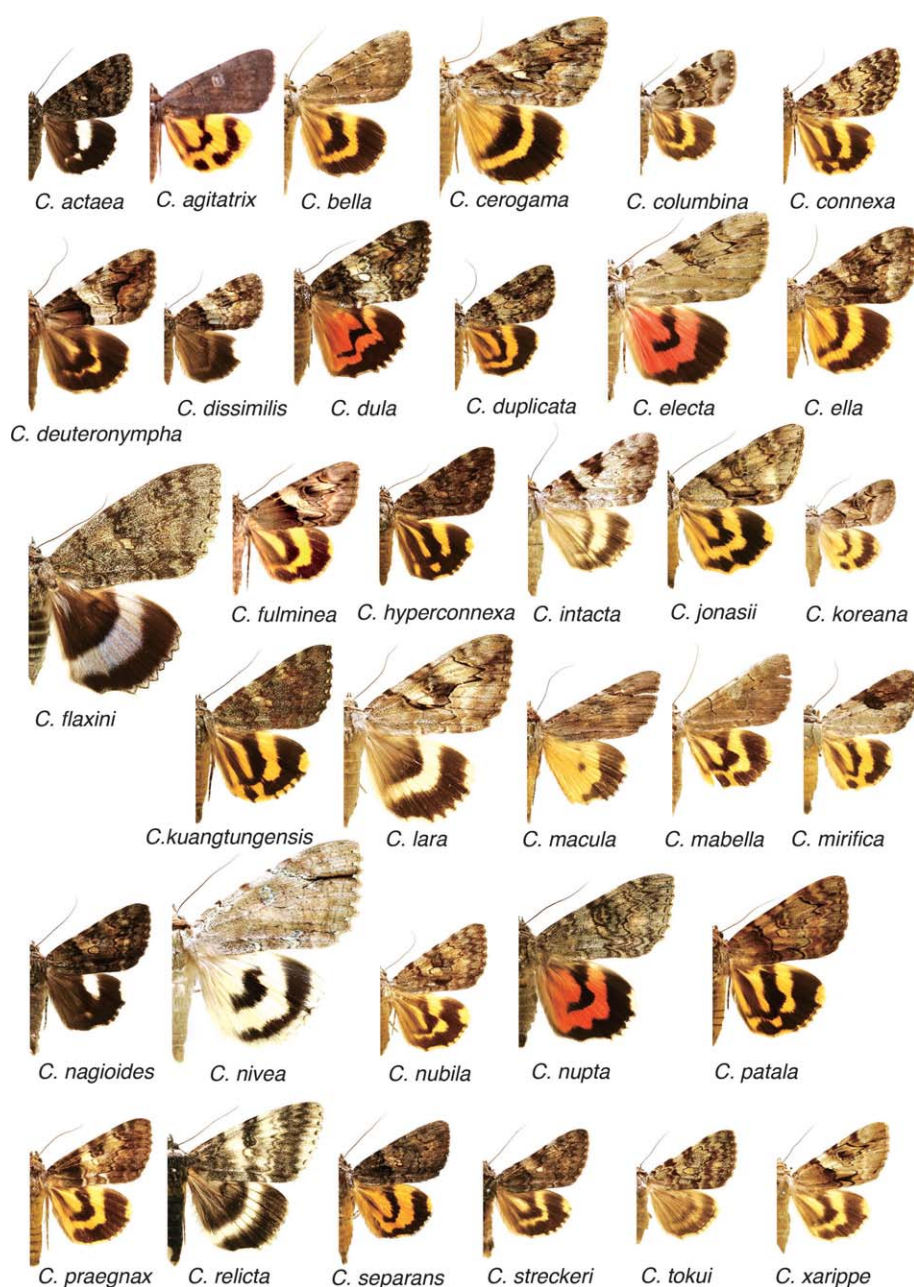 C. actaea
C. agitatrix
C. bella
C. cerogama
C. columbina
C. connexa
C. deuteronympha
C. dissimilis
C. dula
C. duplicata
C. electa
C. ella
C. flaxini
C. fulminea
C. hyperconnexa
C. intacta
C. jonasii
C. koreana
C.kuangtungensis
C. lara
C. macula
C. mabella
C. mirifica
C. nagioides
C. nivea
C. nubila
C. nupta
C. patala
C. praegnax
C. relicta
C. separans
C. streckeri
C. tokui
C. xarippe